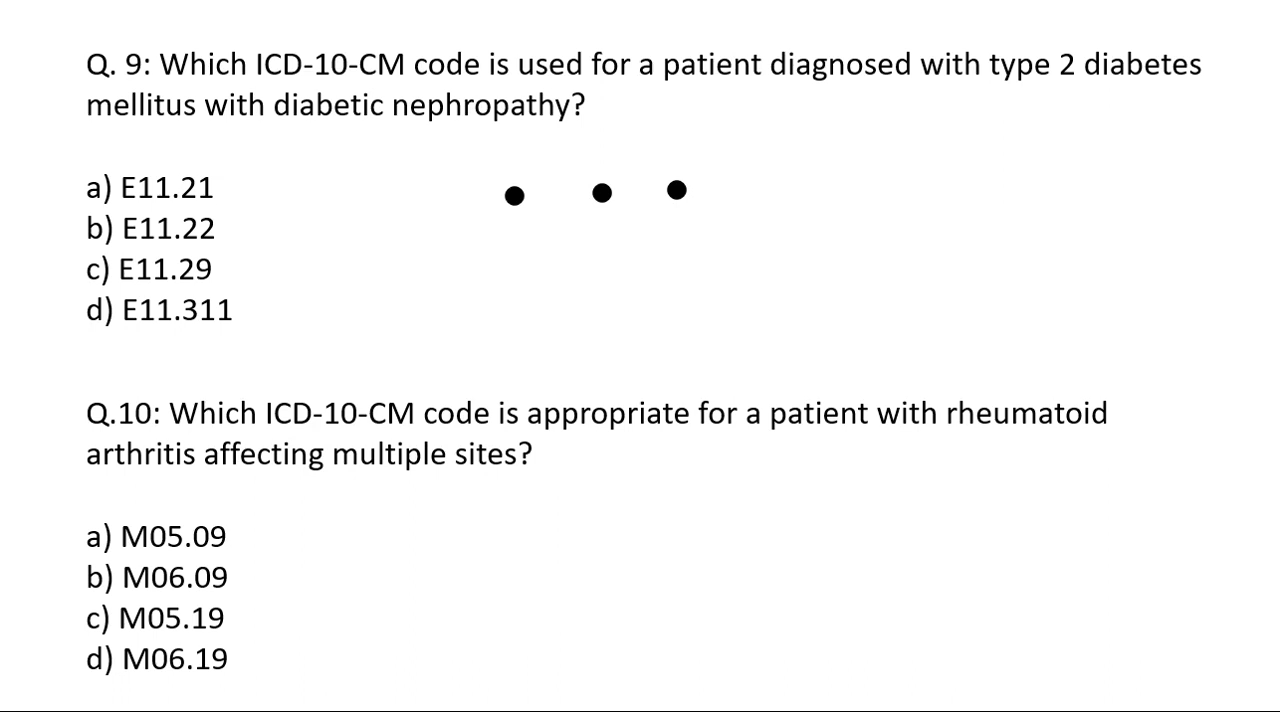 Q. 9: Which ICD-10-CM code is used for a patient diagnosed with type 2 diabetes
mellitus with diabetic nephropathy?
a) E11.21
b) E11.22
c) E11.29
d) E11.311
Q.10: Which ICD-10-CM code is appropriate for a patient with rheumatoid
arthritis affecting multiple sites?
a) M05.09
b) M06.09
c) M05.19
d) M06.19